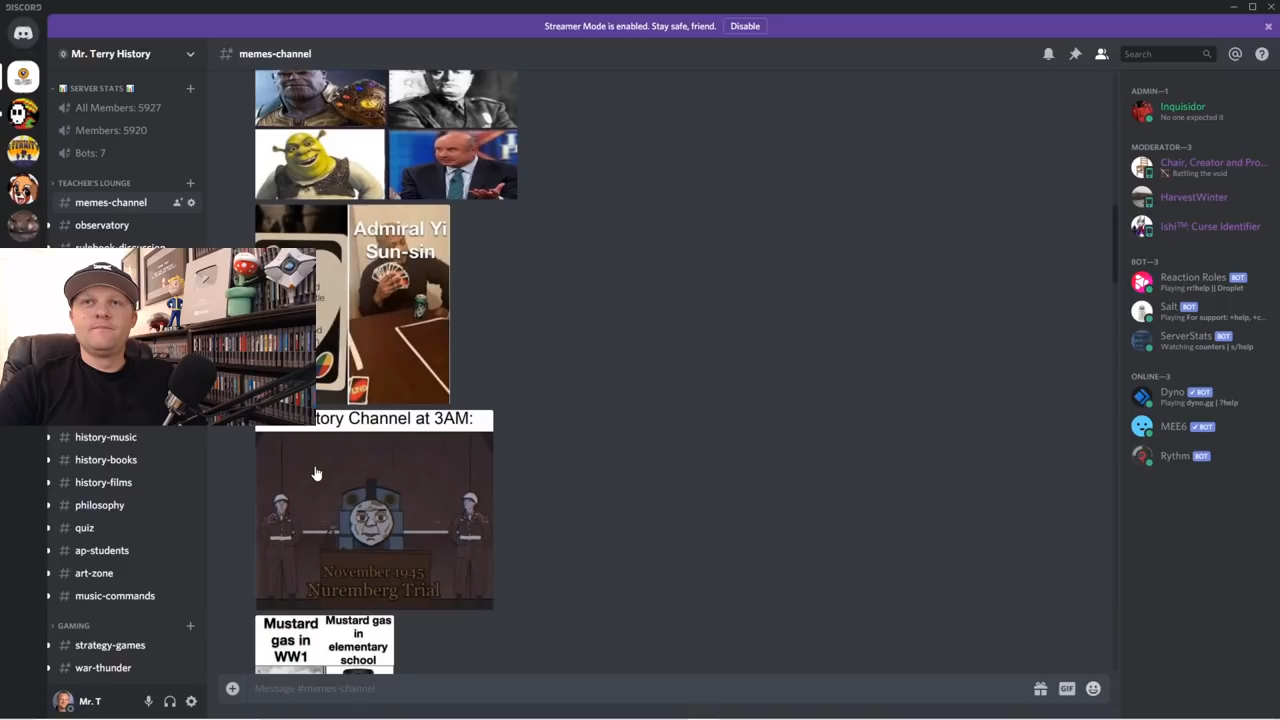 DISCORD
Streamer Mode is enabled. Stay safe, friend.
Disable
Mr. Terry History
memes-channel
Search
SERVER STATS
All Members: 5927
Members: 5920
Bots: 7
TEACHER'S LOUNGE
memes-channel
observatory
history-music
history-books
history-films
philosophy
quiz
ap-students
art-zone
music-commands
GAMING
strategy-games
war-thunder
Mr. T
Admiral Yi
Sun-sin
tory Channel at 3AM:
November 1945
Nuremberg Trial
Mustard
gas in
WW1
Mustard gas
in
elementary
school
Message #memes-channel
GIF
ADMIN—1
Inquisidor
No one expected it
MODERATOR—3
Chair, Creator and Pro...
Battling the void
HarvestWinter
Ishi™: Curse Identifier
BOT—3
Reaction Roles BOT
Playing rr!help || Droplet
Salt BOT
Playing For support: +help, +c...
ServerStats BOT
Watching counters | s/help
ONLINE—3
Dyno BOT
Playing dyno.gg | ?help
MEE6 BOT
Rythm BOT